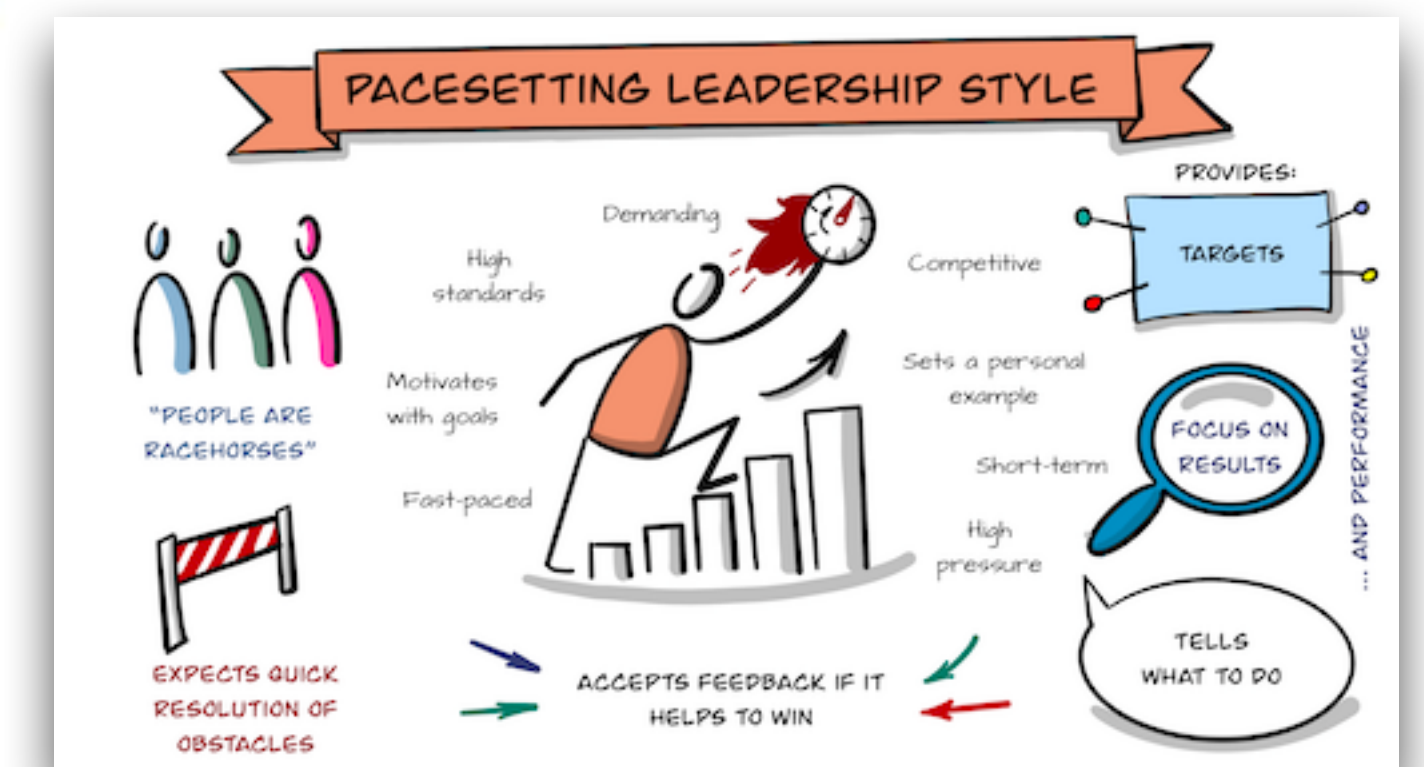 PACESETTING LEADERSHIP STYLE
"PEOPLE ARE
RACEHORSES"
EXPECTS QUICK
RESOLUTION OF
OBSTACLES
Demanding
High
standards
Motivates
with goals
Fast-paced
Competitive
Sets a personal
example
Short-term
High
pressure
ACCEPTS FEEDBACK IF IT
HELPS TO WIN
PROVIDES:
TARGETS
FOCUS ON
RESULTS
... AND PERFORMANCE
TELLS
WHAT TO DO